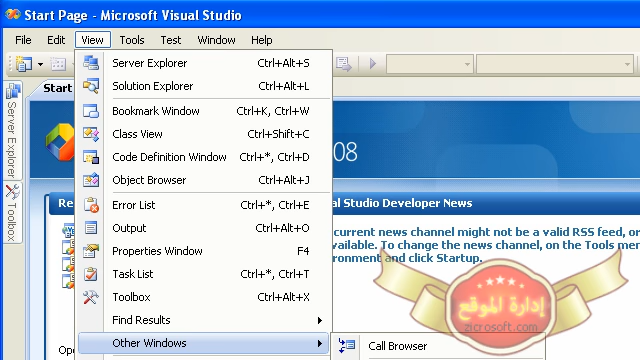 Start Page - Microsoft Visual Studio
File Edit View Tools Test Window Help
Server Explorer Ctrl+Alt+S
Solution Explorer Ctrl+Alt+L
Bookmark Window Ctrl+K, Ctrl+W
Class View Ctrl+Shift+C
Code Definition Window Ctrl+*, Ctrl+D
Object Browser Ctrl+Alt+J
Error List Ctrl+*, Ctrl+E
Output Ctrl+Alt+O
Properties Window F4
Task List Ctrl+*, Ctrl+T
Toolbox Ctrl+Alt+X
Find Results
Other Windows
Call Browser
Server Explorer
Toolbox
Start
08
Re
Studio Developer News
current news channel might not be a valid RSS feed, or
To change the news channel, on the Tools
and click Startup.
Ope
إدارة الموقع
zicrosoft.com